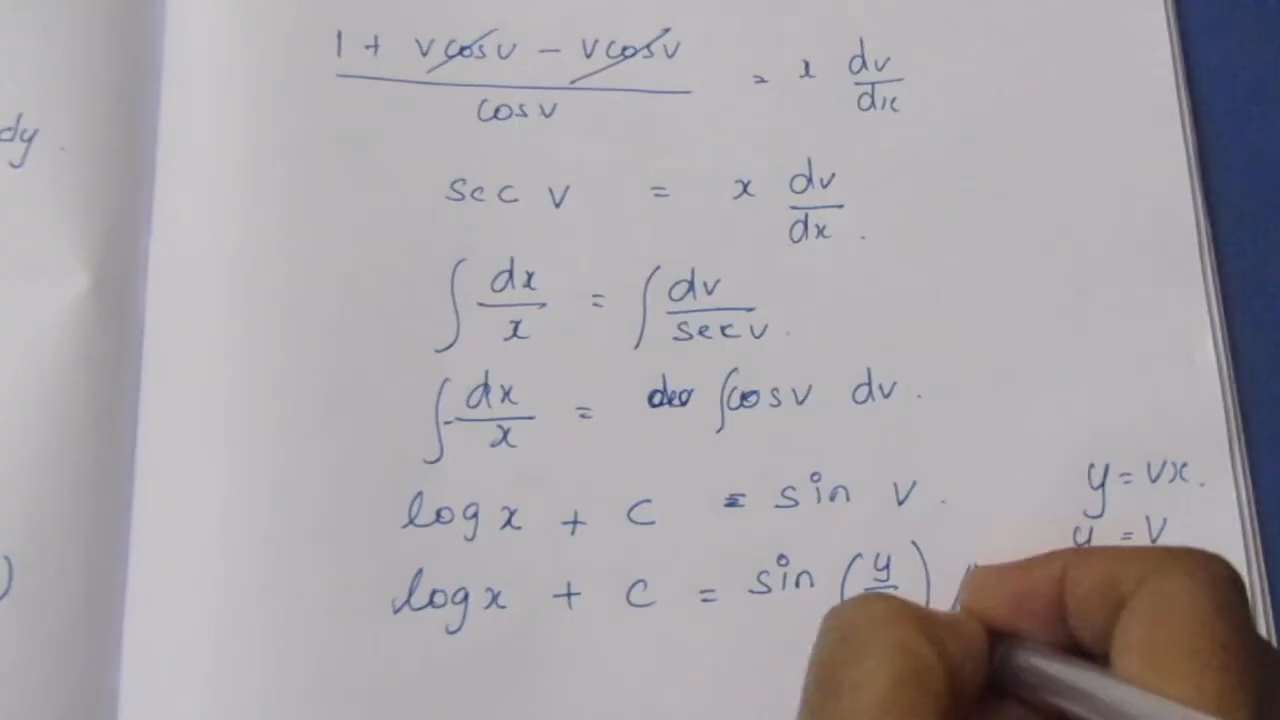 1 + vcosv - vcosv / cosv = x dv/dx
dy.
sec v = x dv/dx.
∫ dx/x = ∫ dv/secv.
∫ dx/x = ∫ cosv dv.
log x + c = sin v.
y = vx.
y = v
log x + c = sin (y/
)